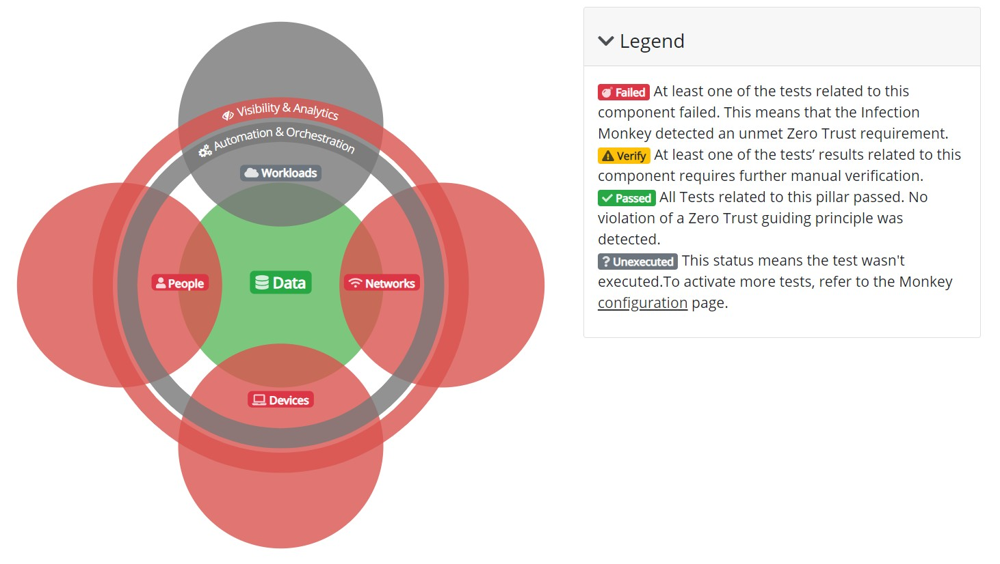 Visibility & Analytics
Automation & Orchestration
Workloads
People
Data
Networks
Devices
Legend
Failed At least one of the tests related to this
component failed. This means that the Infection
Monkey detected an unmet Zero Trust requirement.
Verify At least one of the tests’ results related to this
component requires further manual verification.
Passed All Tests related to this pillar passed. No
violation of a Zero Trust guiding principle was
detected.
? Unexecuted This status means the test wasn't
executed.To activate more tests, refer to the Monkey
configuration page.